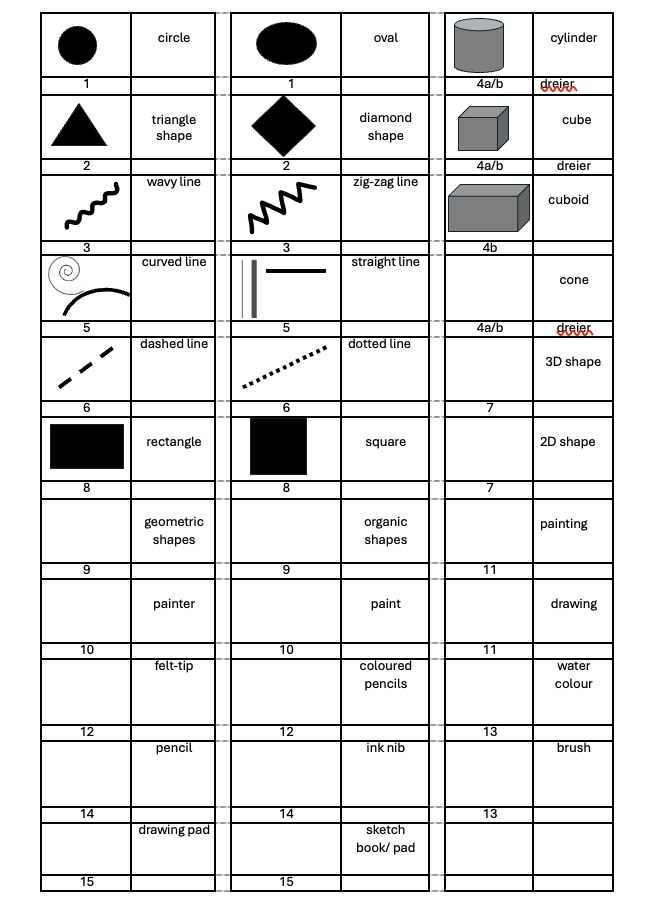 circle
oval
cylinder
1
1
4a/b
dreier
triangle
shape
diamond
shape
cube
2
2
4a/b
dreier
wavy line
zig-zag line
cuboid
3
3
4b
curved line
straight line
cone
5
5
4a/b
dreier
dashed line
dotted line
3D shape
6
6
7
rectangle
square
2D shape
8
8
7
geometric
shapes
organic
shapes
painting
9
9
11
painter
paint
drawing
10
10
11
felt-tip
coloured
pencils
water
colour
12
12
13
pencil
ink nib
brush
14
14
13
drawing pad
sketch
book/ pad
15
15